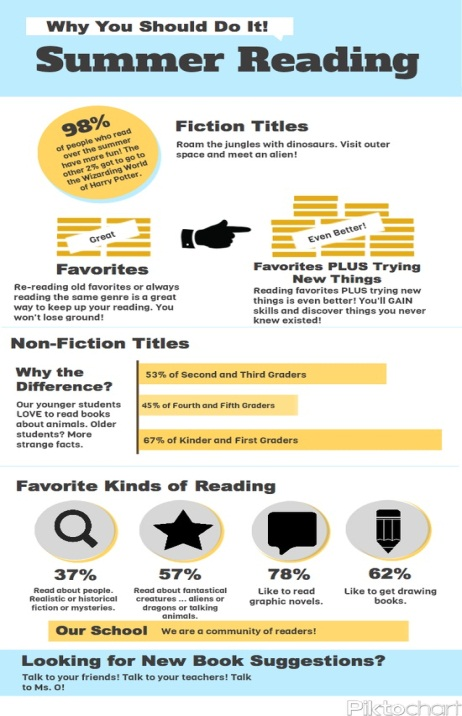 Why You Should Do It!
Summer Reading
98%
of people who read
over the summer
have more fun! The
other 2% got to go to
the Wizarding World
of Harry Potter.
Fiction Titles
Roam the jungles with dinosaurs. Visit outer
space and meet an alien!
Great
Even Better!
Favorites
Re-reading old favorites or always
reading the same genre is a great
way to keep up your reading. You
won't lose ground!
Favorites PLUS Trying
New Things
Reading favorites PLUS trying new
things is even better! You'll GAIN
skills and discover things you never
knew existed!
Non-Fiction Titles
Why the
Difference?
Our younger students
LOVE to read books
about animals. Older
students? More
strange facts.
53% of Second and Third Graders
45% of Fourth and Fifth Graders
67% of Kinder and First Graders
Favorite Kinds of Reading
37%
Read about people.
Realistic or historical
fiction or mysteries.
57%
Read about fantastical
creatures ... aliens or
dragons or talking
animals.
78%
Like to read
graphic novels.
62%
Like to get drawing
books.
Our School We are a community of readers!
Looking for New Book Suggestions?
Talk to your friends! Talk to your teachers! Talk
to Ms. O!
Piktochart